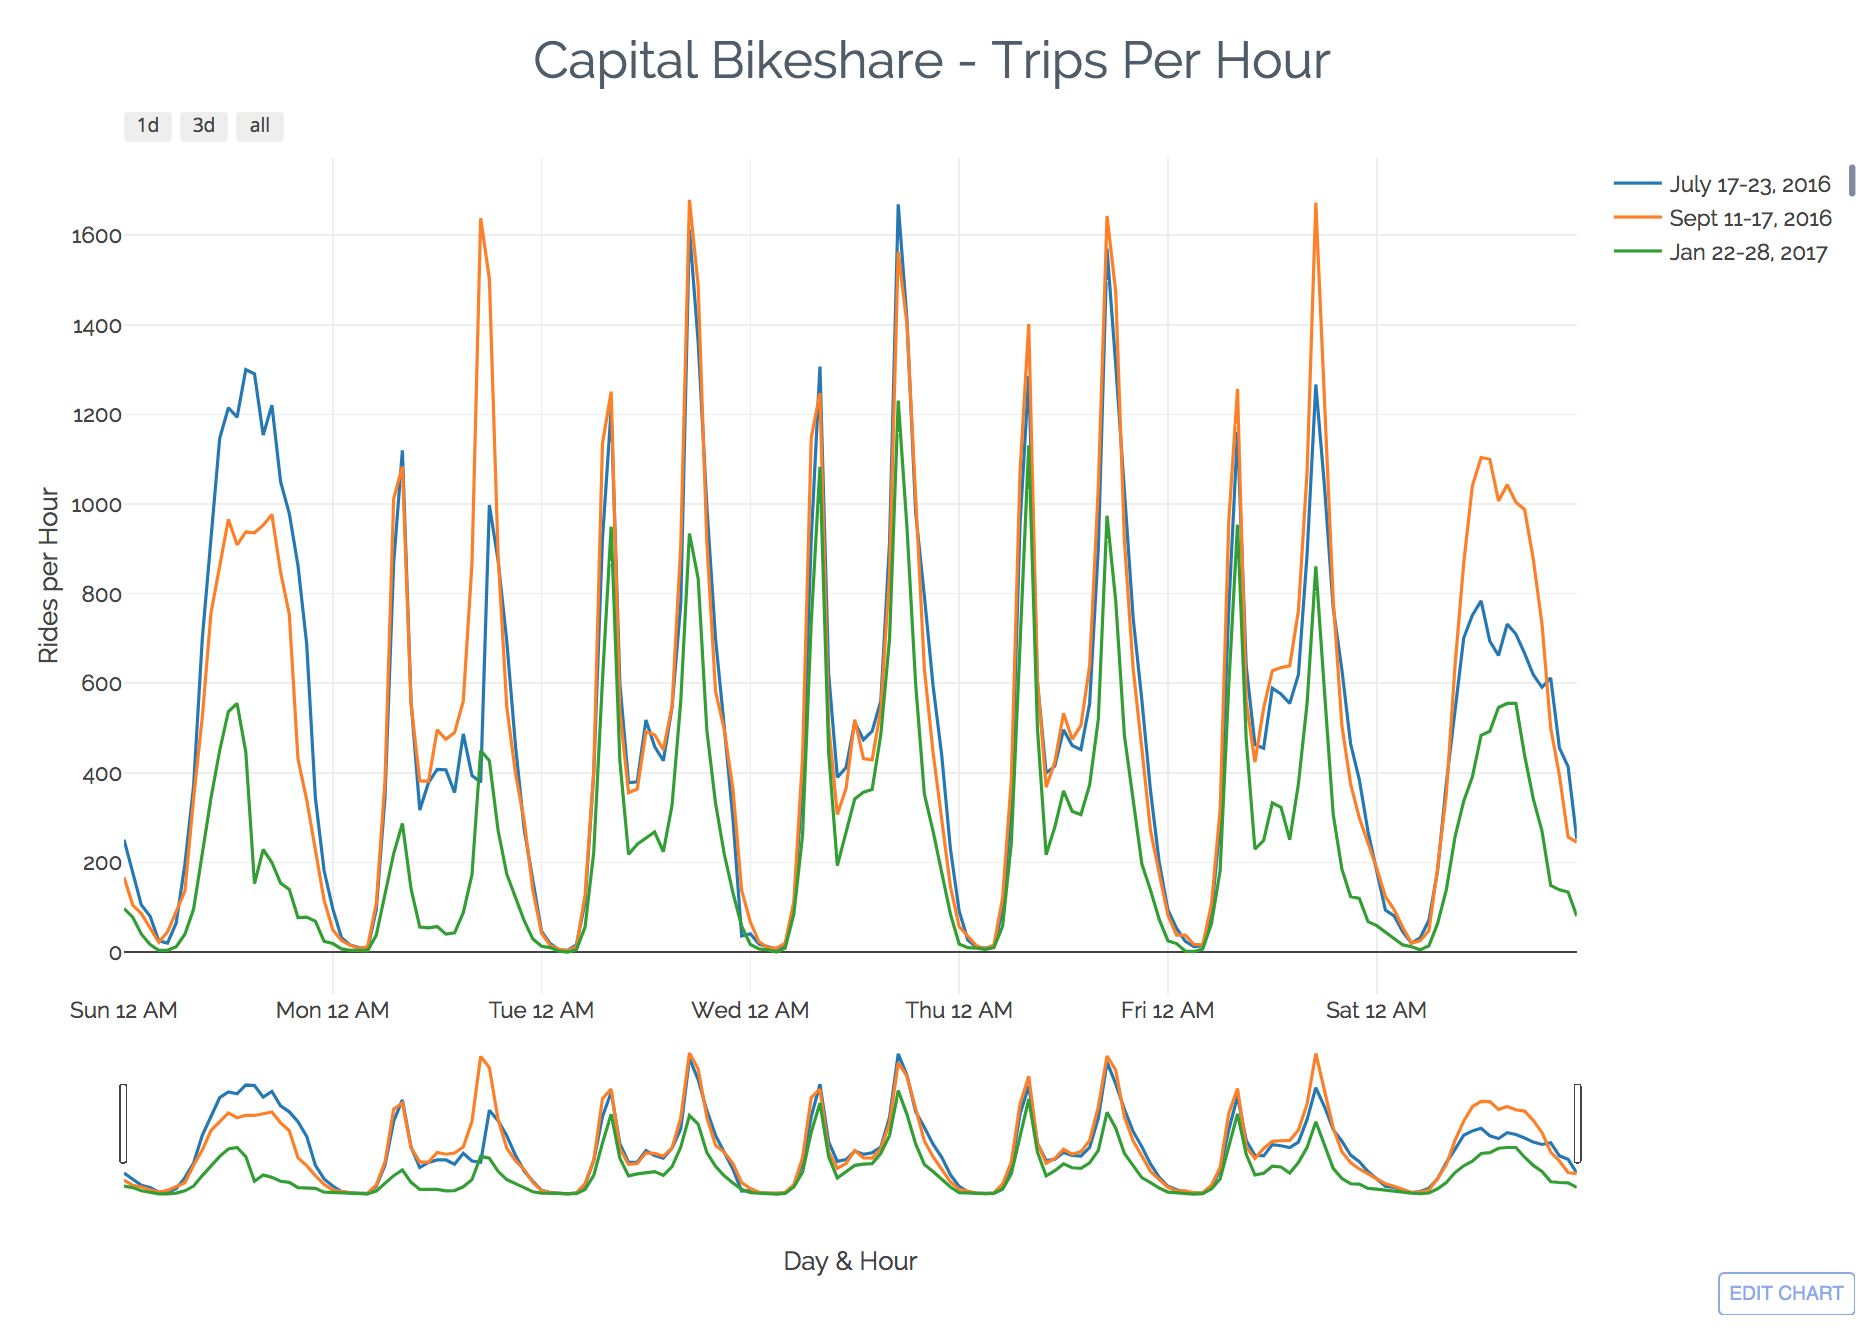 Capital Bikeshare - Trips Per Hour
1d 3d all
July 17-23, 2016
Sept 11-17, 2016
Jan 22-28, 2017
Rides per Hour
1600
1400
1200
1000
800
600
400
200
0
Sun 12 AM Mon 12 AM Tue 12 AM Wed 12 AM Thu 12 AM Fri 12 AM Sat 12 AM
Day & Hour
EDIT CHART